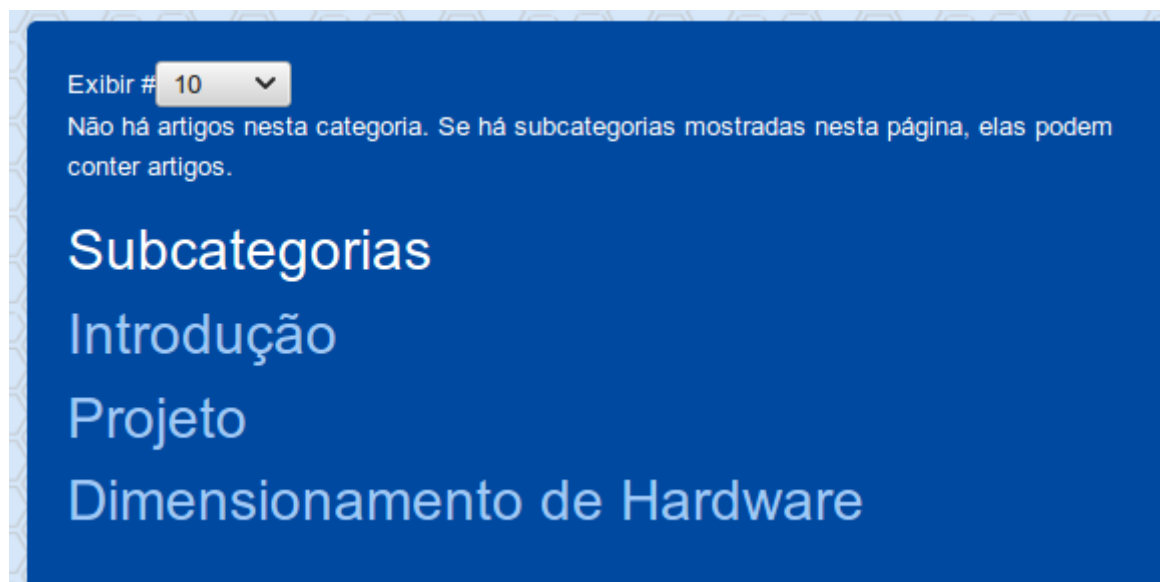 Exibir # 10
Não há artigos nesta categoria. Se há subcategorias mostradas nesta página, elas podem
conter artigos.
Subcategorias
Introdução
Projeto
Dimensionamento de Hardware